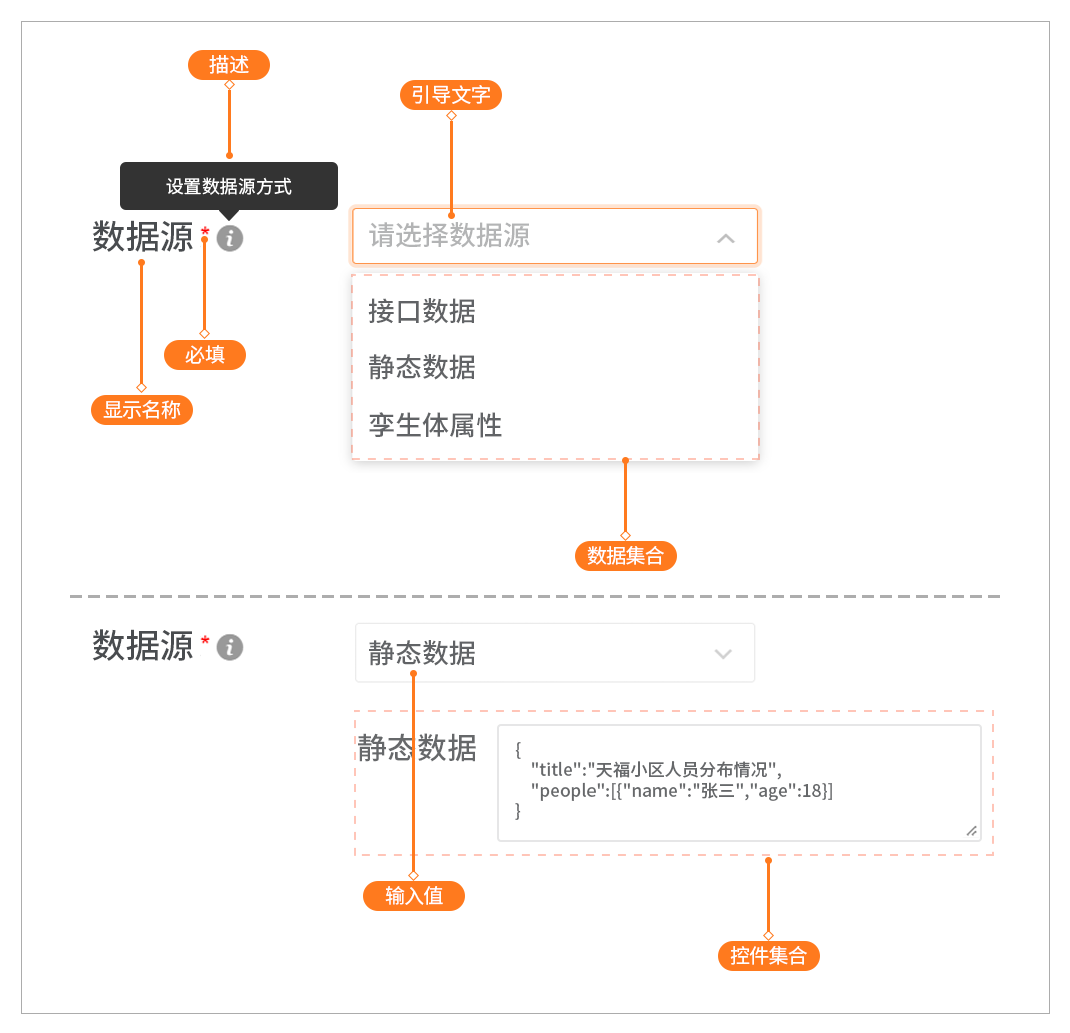 描述
引导文字
设置数据源方式
数据源 *
请选择数据源
接口数据
静态数据
孪生体属性
必填
显示名称
数据集合
数据源 *
静态数据
静态数据
{
"title":"天福小区人员分布情况",
"people":[{"name":"张三","age":18}]
}
输入值
控件集合